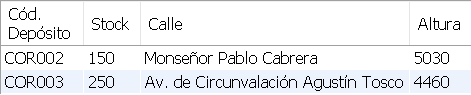 Cód. Depósito Stock Calle Altura
COR002 150 Monseñor Pablo Cabrera 5030
COR003 250 Av. de Circunvalación Agustín Tosco 4460